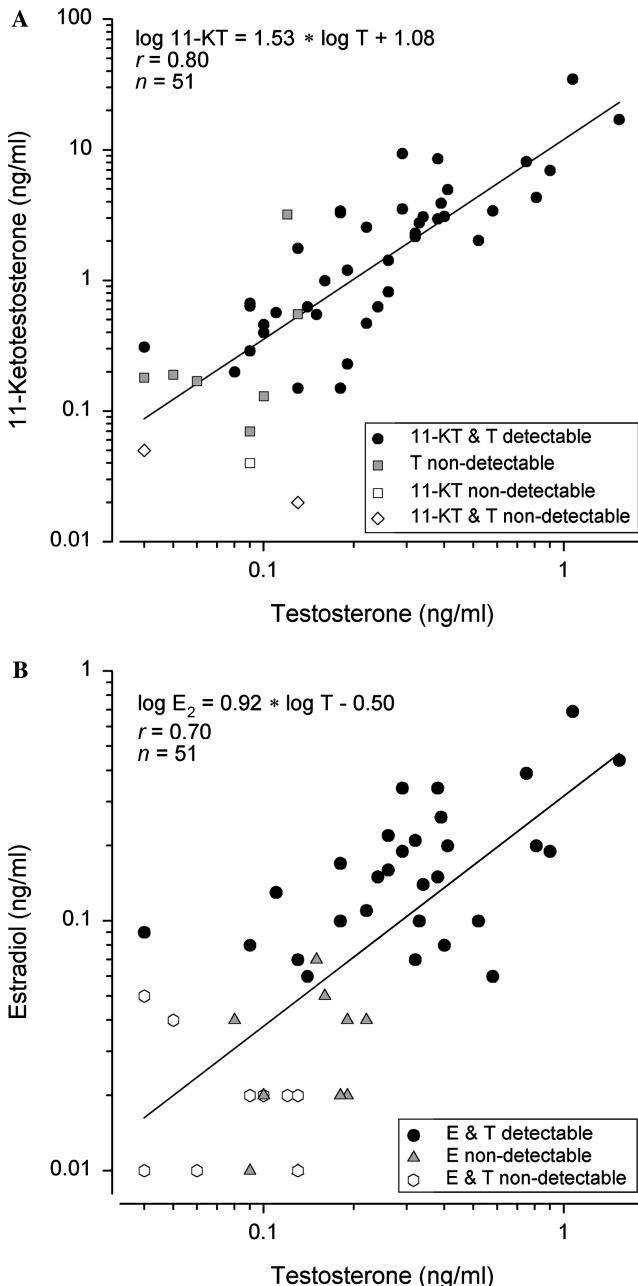 A
log 11-KT = 1.53 * log T + 1.08
r = 0.80
n = 51
100
10
1
0.1
0.01
11-Ketotestosterone (ng/ml)
11-KT & T detectable
T non-detectable
11-KT non-detectable
11-KT & T non-detectable
0.1
1
Testosterone (ng/ml)
B
log E₂ = 0.92 * log T - 0.50
r = 0.70
n = 51
1
0.1
0.01
Estradiol (ng/ml)
E & T detectable
E non-detectable
E & T non-detectable
0.1
1
Testosterone (ng/ml)